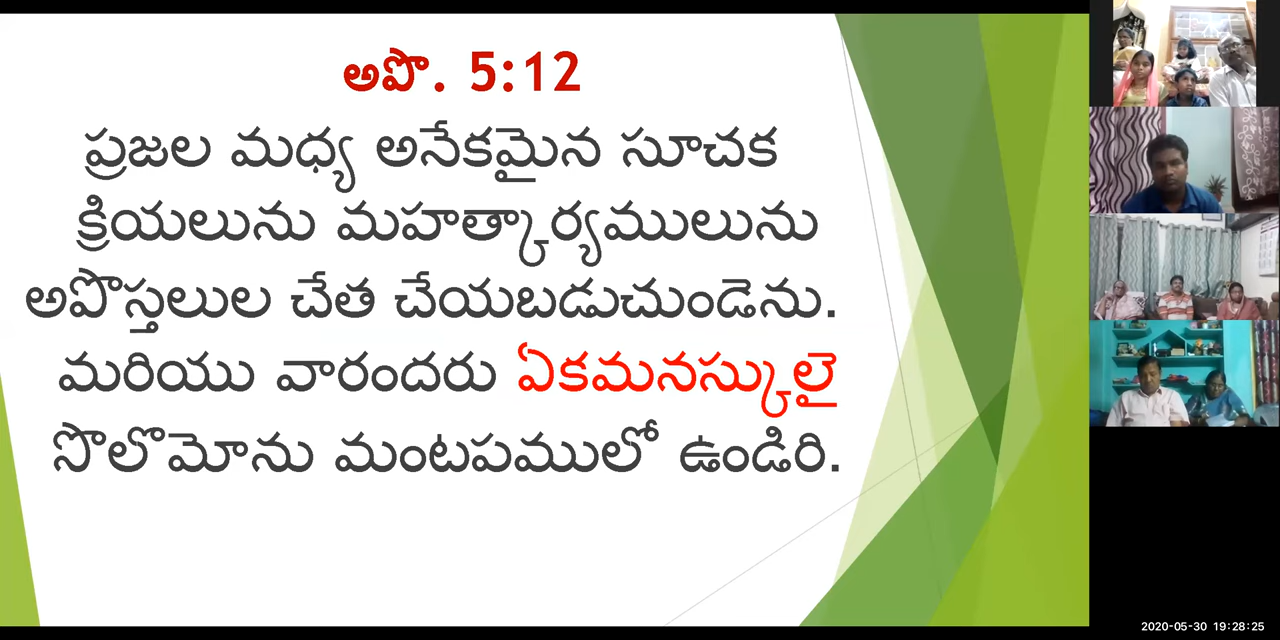 అపొ. 5:12
ప్రజల మధ్య అనేకమైన సూచక
క్రియలును మహత్కార్యములును
అపొస్తలుల చేత చేయబడుచుండెను.
మరియు వారందరు ఏకమనస్కులై
సొలొమోను మంటపములో ఉండిరి.
2020-05-30 19:28:25